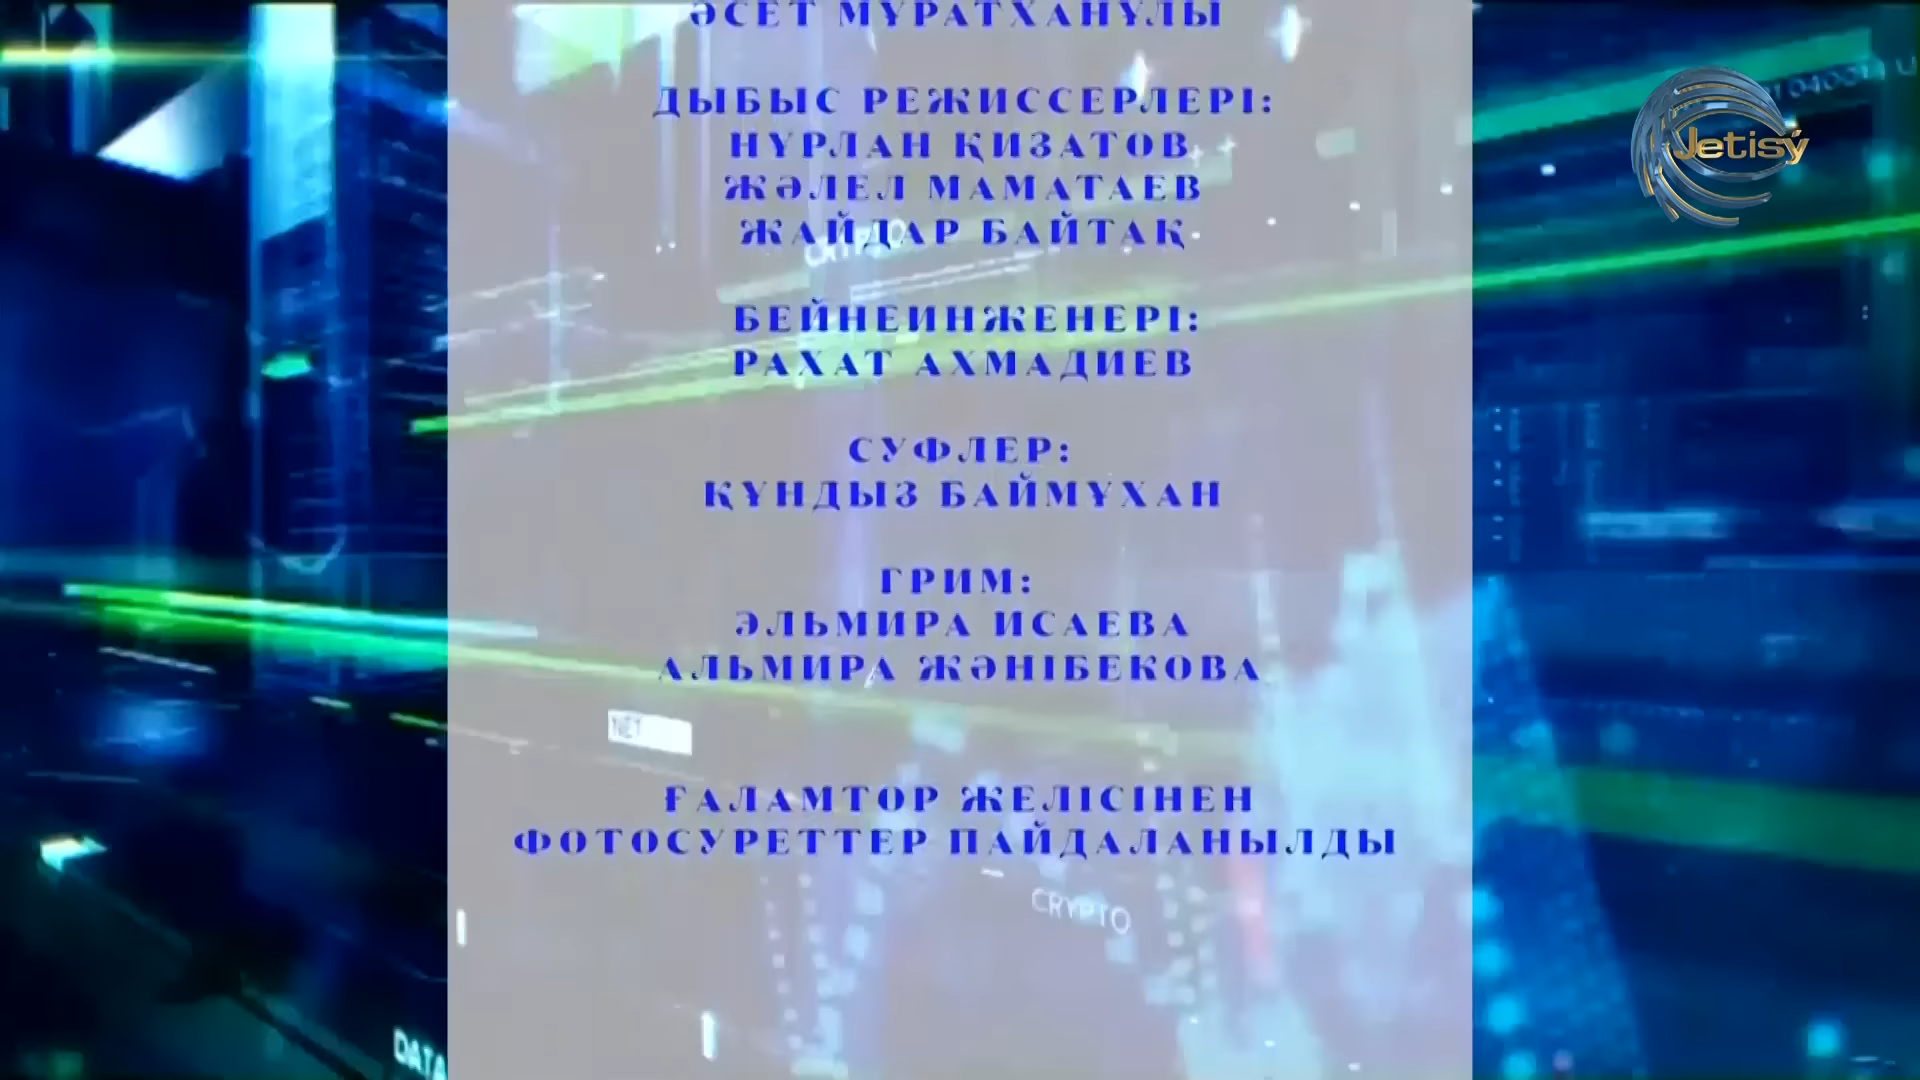 ӘСЕТ МҰРАТХАНҰЛЫ
ДЫБЫС РЕЖИССЕРЛЕРІ:
НҰРЛАН ҚИЗАТОВ
ЖӘЛЕЛ МАМАТАЕВ
ЖАЙДАР БАЙТАҚ
БЕЙНЕИНЖЕНЕРІ:
РАХАТ АХМАДИЕВ
СУФЛЕР:
ҚҰНДЫЗ БАЙМҰХАН
ГРИМ:
ӘЛЬМИРА ИСАЕВА
АЛЬМИРА ЖӘНІБЕКОВА
ҒАЛАМТОР ЖЕЛІСІНЕН
ФОТОСУРЕТТЕР ПАЙДАЛАНЫЛДЫ
Jetisý
NET
CRYPTO
DATA